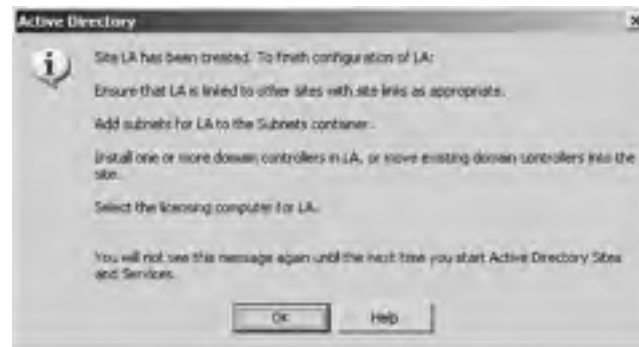 Active Directory
Site LA has been created. To finish configuration of LA:
Ensure that LA is linked to other sites with site links as appropriate.
Add subnets for LA to the Subnets container.
Install one or more domain controllers in LA, or move existing domain controllers into the
site.
Select the licensing computer for LA.
You will not see this message again until the next time you start Active Directory Sites
and Services.
OK
Help